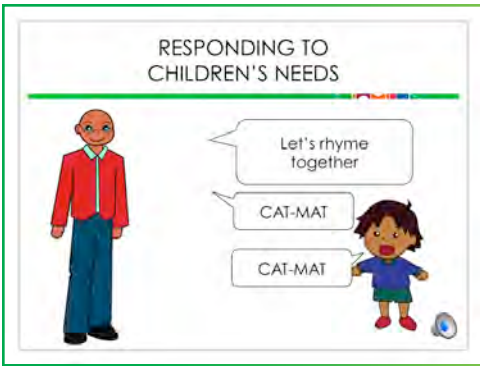 RESPONDING TO
CHILDREN'S NEEDS
Let's rhyme
together
CAT-MAT
CAT-MAT